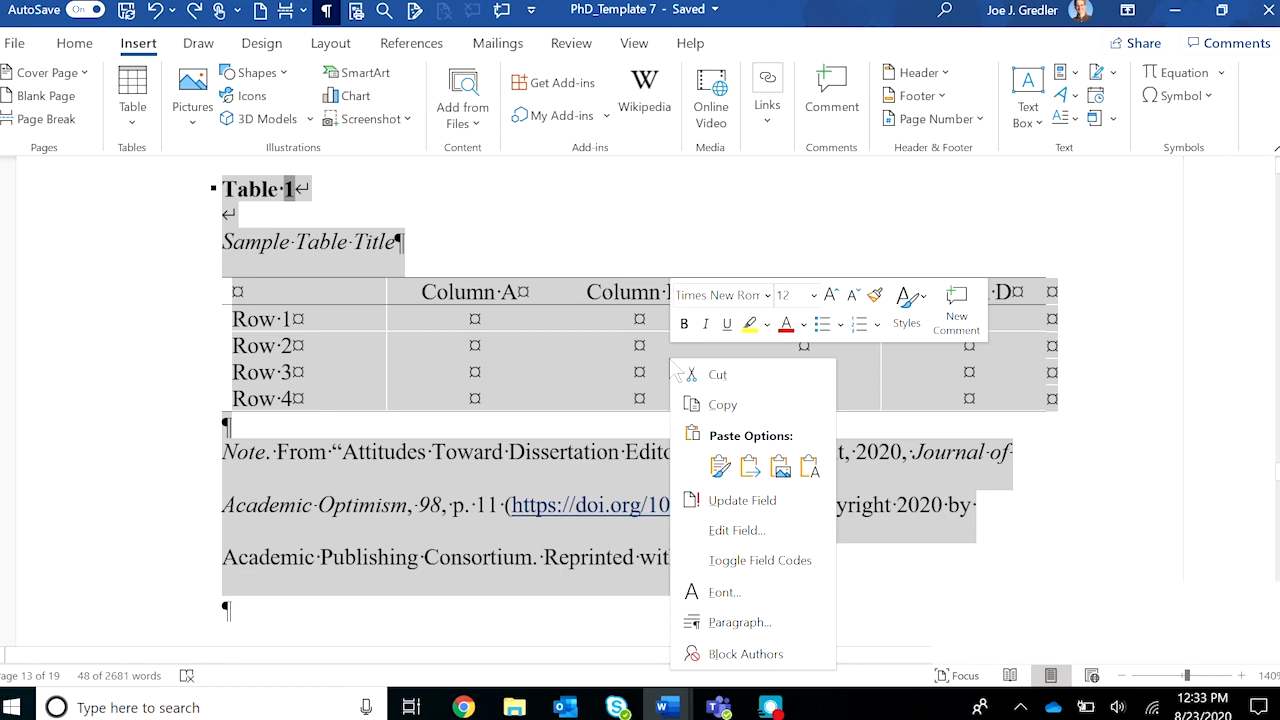 AutoSave On PhD_Template 7 - Saved Joe J. Gredler
File Home Insert Draw Design Layout References Mailings Review View Help Share Comments
Cover Page
Blank Page
Page Break
Pages
Table
Tables
Pictures
Shapes
Icons
3D Models
SmartArt
Chart
Screenshot
Illustrations
Add from
Files
Content
Get Add-ins
My Add-ins
W
Wikipedia
Add-ins
Online
Video
Media
Links
Comment
Comments
Header
Footer
Page Number
Header & Footer
Text
Box
Text
Equation
Symbol
Symbols
Table·1↵
↵
Sample·Table·Title¶
Column·A¤ Column· D¤
Row·1¤
Row·2¤
Row·3¤
Row·4¤
¶
Note.·From·“Attitudes·Toward·Dissertation· 2020,·Journal·of·
Academic·Optimism,·98,·p.·11·(https://doi.org/10 2020·by·
Academic·Publishing·Consortium.·Reprinted·
¶
Times New Rom 12
B I U A Styles
New
Comment
Cut
Copy
Paste Options:
Update Field
Edit Field...
Toggle Field Codes
Font...
Paragraph...
Block Authors
age 13 of 19 48 of 2681 words Focus 140%
Type here to search
12:33 PM
8/23/2020